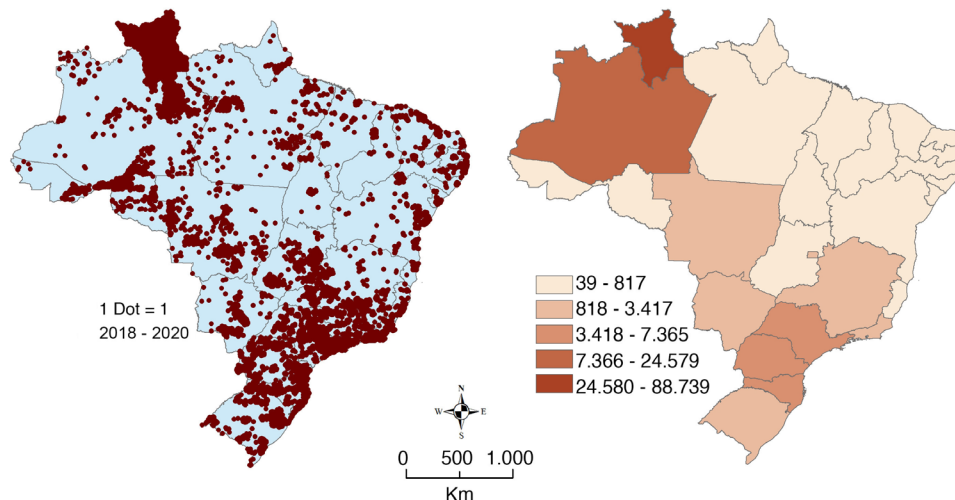 1 Dot = 1
2018 - 2020
39 - 817
818 - 3.417
3.418 - 7.365
7.366 - 24.579
24.580 - 88.739
N
W E
S
0 500 1.000
Km